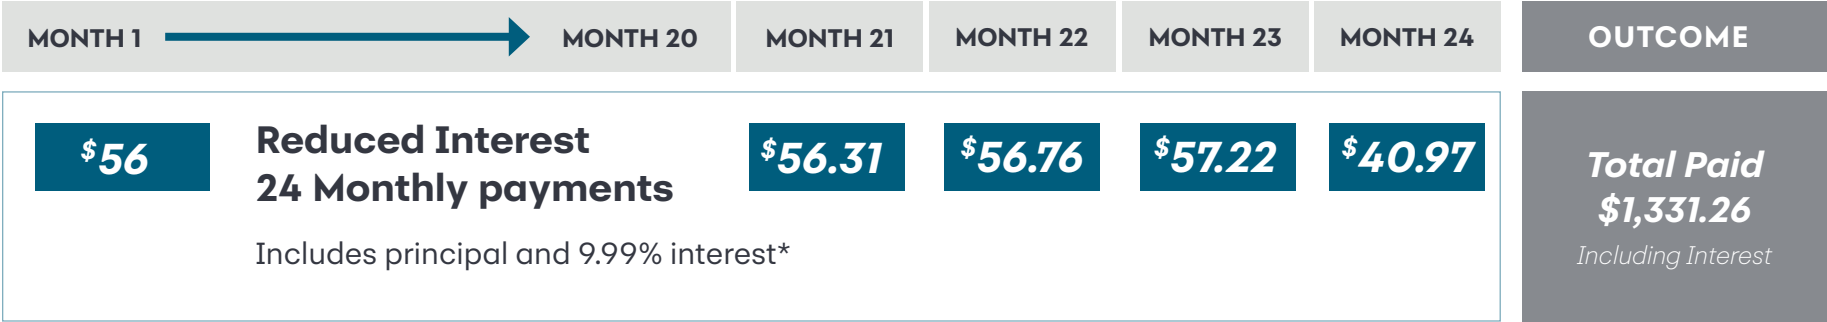 MONTH 1 MONTH 20 MONTH 21 MONTH 22 MONTH 23 MONTH 24 OUTCOME
$56
Reduced Interest
24 Monthly payments
Includes principal and 9.99% interest*
$56.31 $56.76 $57.22 $40.97
Total Paid
$1,331.26
Including Interest